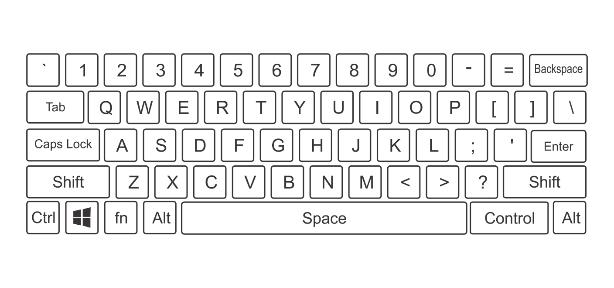 ` 1 2 3 4 5 6 7 8 9 0 - = Backspace
Tab Q W E R T Y U I O P [ ] \
Caps Lock A S D F G H J K L ; ' Enter
Shift Z X C V B N M < > ? Shift
Ctrl fn Alt Space Control Alt